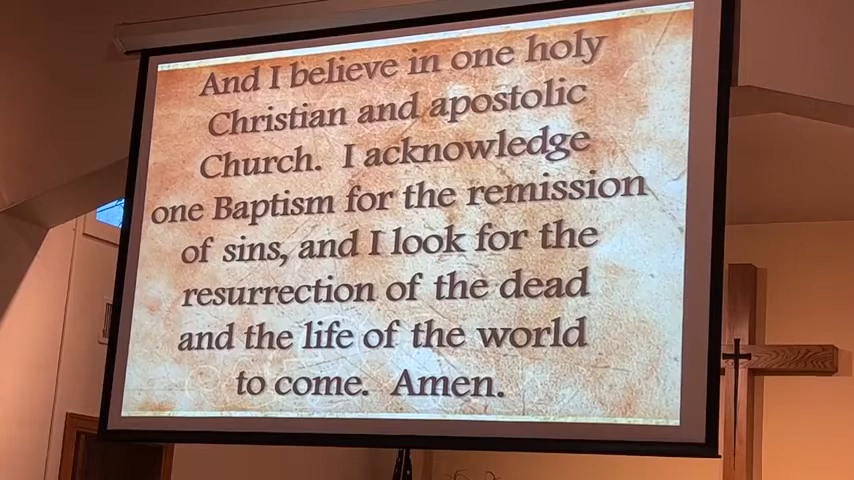 And I believe in one holy
Christian and apostolic
Church. I acknowledge
one Baptism for the remission
of sins, and I look for the
resurrection of the dead
and the life of the world
to come. Amen.